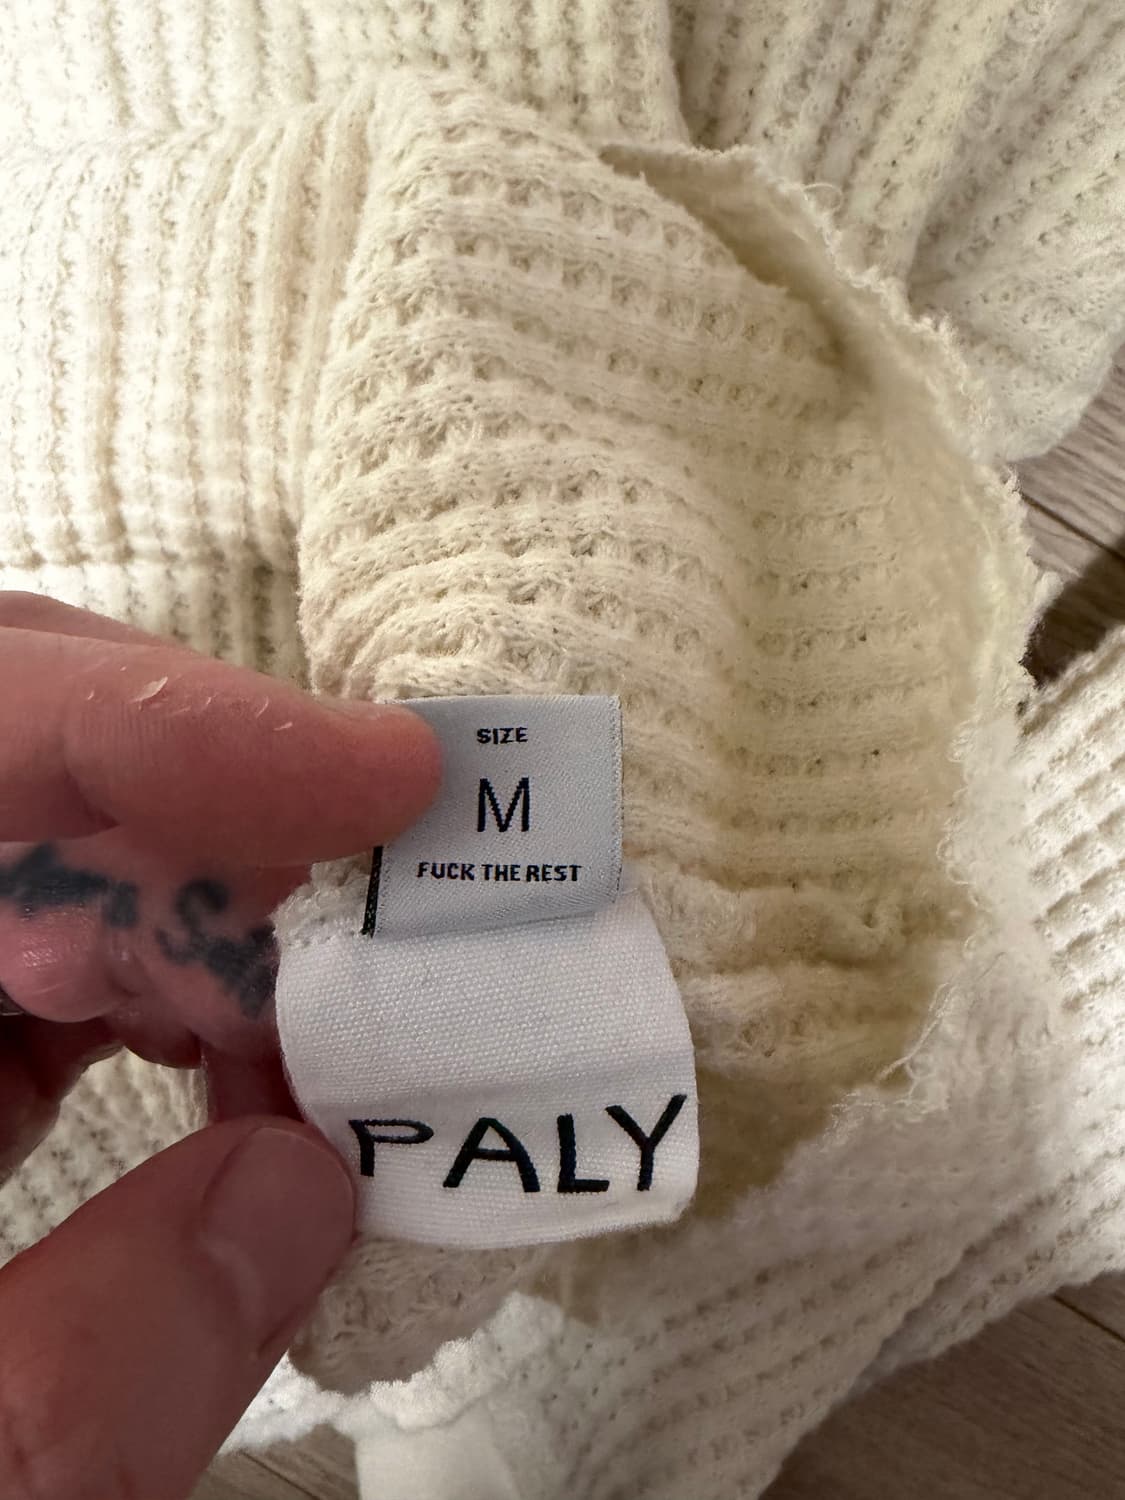 SIZE
M
FUCK THE REST
PALY